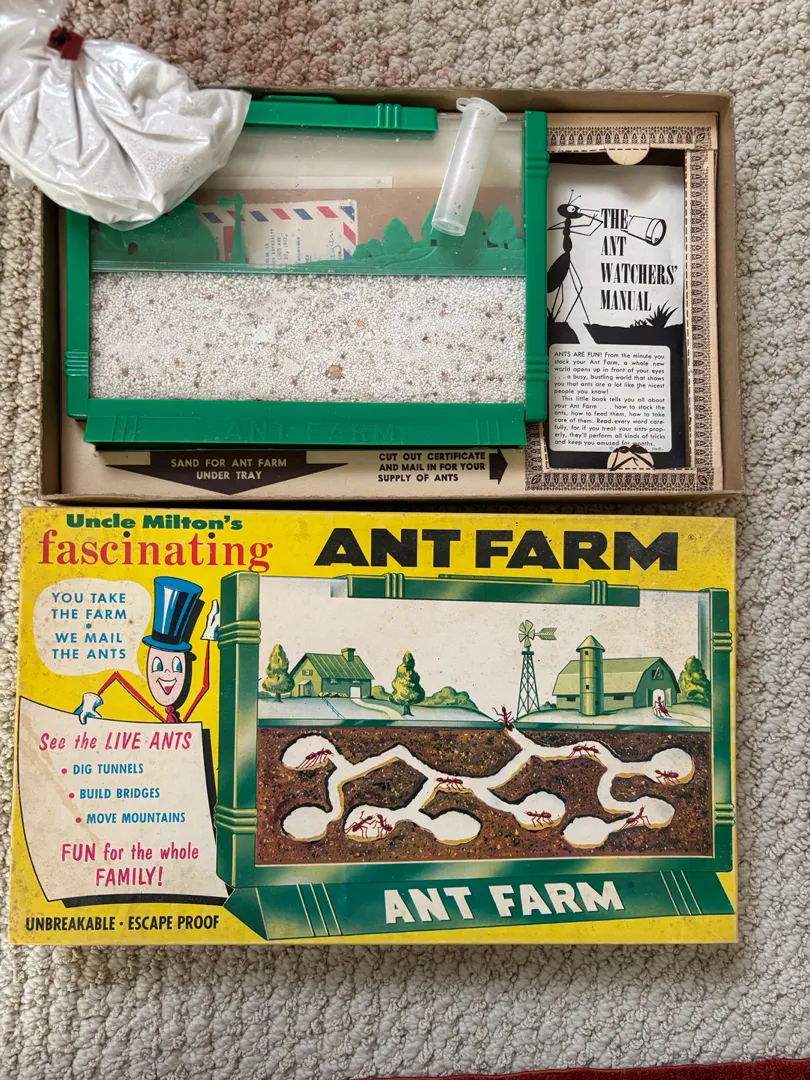 THE
ANT
WATCHERS'
MANUAL
ANTS ARE FUN! From the minute you
stock your Ant Farm, a whole new
world opens up in front of your eyes
. . . a busy, bustling world that shows
you that ants are a lot like the nicest
people you know!
This little book tells you all about
your Ant Farm . . . how to stock the
ants, how to feed them, how to take
care of them. Read every word care-
fully, for if you treat your ants prop-
erly, they'll perform all kinds of tricks
and keep you amused for months.
ANT FARM
SAND FOR ANT FARM
UNDER TRAY
CUT OUT CERTIFICATE
AND MAIL IN FOR YOUR
SUPPLY OF ANTS
Uncle Milton's
fascinating ANT FARM®
YOU TAKE
THE FARM
*
WE MAIL
THE ANTS
See the LIVE ANTS
• DIG TUNNELS
• BUILD BRIDGES
• MOVE MOUNTAINS
FUN for the whole
FAMILY!
UNBREAKABLE • ESCAPE PROOF
ANT FARM